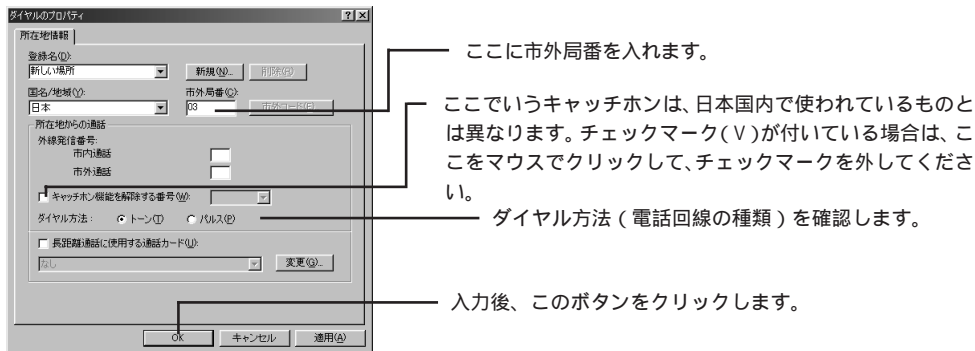 ダイヤルのプロパティ
所在地情報
登録名(D):
新しい場所
新規(N)... 削除(R)
国名/地域(Y): 市外局番(C):
日本 03 市外コード(E)...
所在地からの通話
外線発信番号:
市内通話
市外通話
キャッチホン機能を解除する番号(W):
ダイヤル方法: トーン(T) パルス(P)
長距離通話に使用する通話カード(U):
なし 変更(G)...
OK キャンセル 適用(A)
ここに市外局番を入れます。
ここでいうキャッチホンは、日本国内で使われているものと
は異なります。チェックマーク(∨)が付いている場合は、こ
こをマウスでクリックして、チェックマークを外してくださ
い。
ダイヤル方法(電話回線の種類)を確認します。
入力後、このボタンをクリックします。